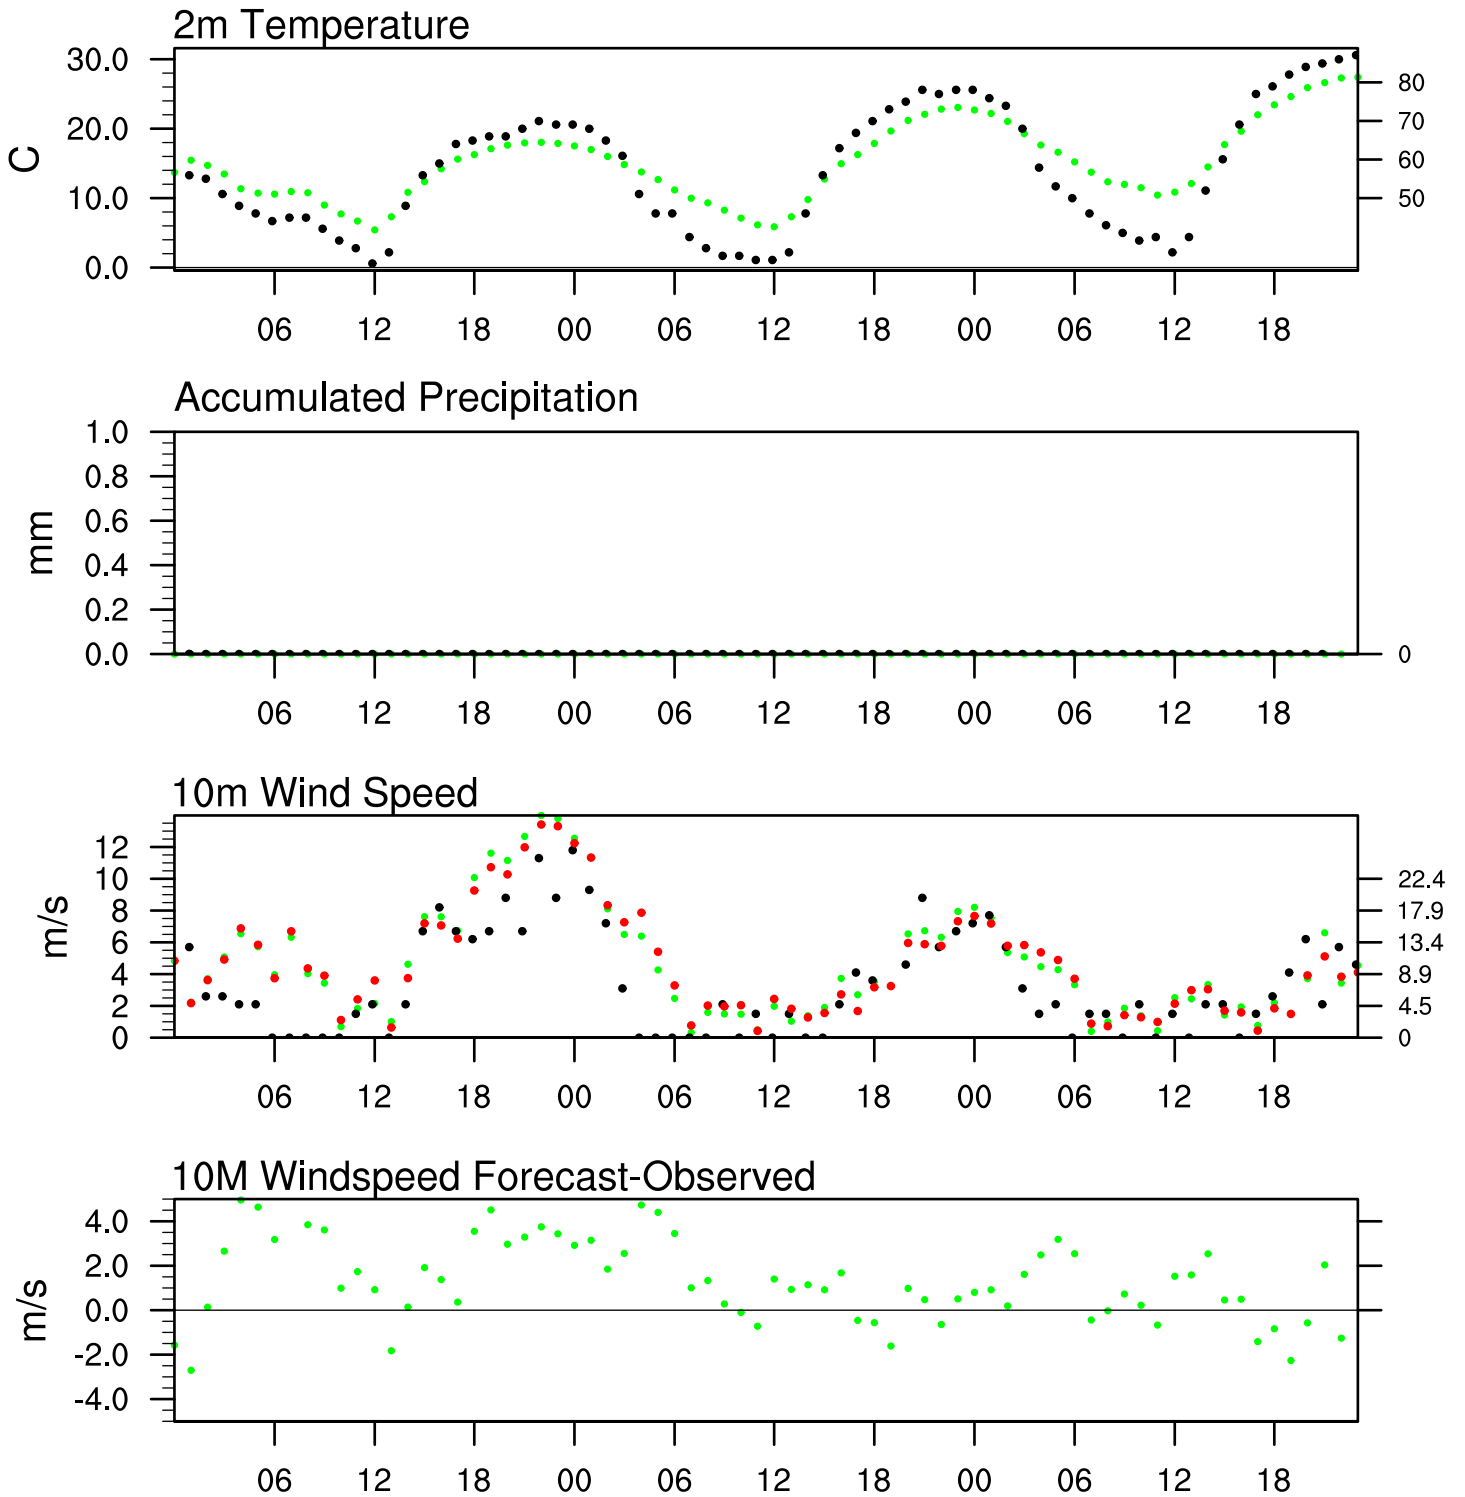 2m Temperature
30.0
20.0
10.0
0.0
C
80
70
60
50
06 12 18 00 06 12 18 00 06 12 18
Accumulated Precipitation
1.0
0.8
0.6
0.4
0.2
0.0
mm
0
06 12 18 00 06 12 18 00 06 12 18
10m Wind Speed
12
10
8
6
4
2
0
m/s
22.4
17.9
13.4
8.9
4.5
0
06 12 18 00 06 12 18 00 06 12 18
10M Windspeed Forecast-Observed
4.0
2.0
0.0
-2.0
-4.0
m/s
06 12 18 00 06 12 18 00 06 12 18